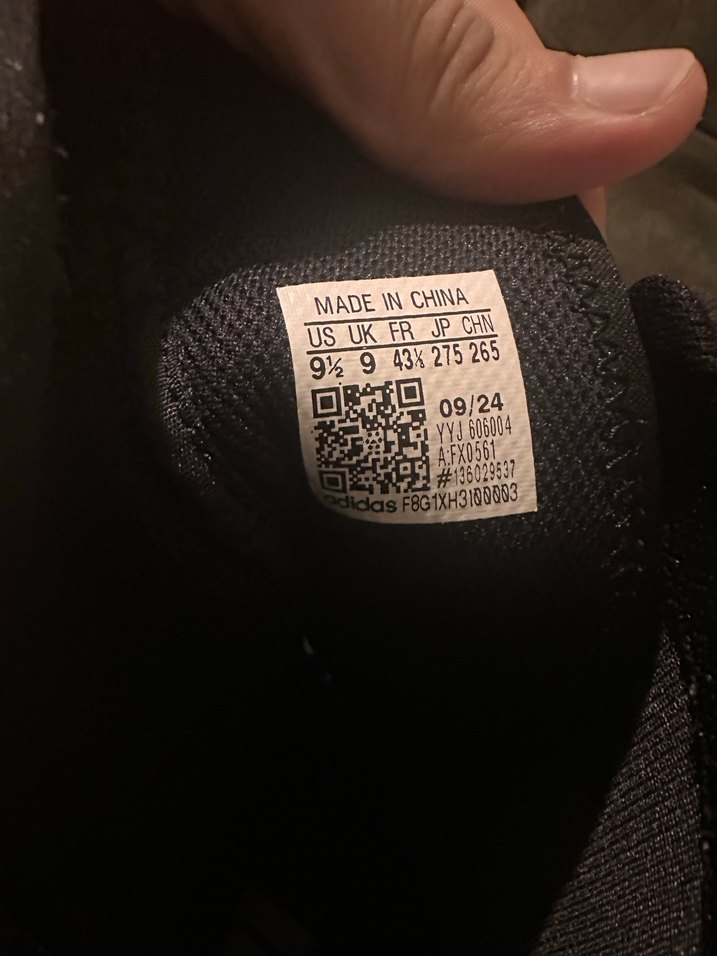 MADE IN CHINA
US UK FR JP CHN
9½ 9 43⅓ 275 265
09/24
YYJ 606004
A:FX0561
#136029537
adidas F8G1XH3I00003